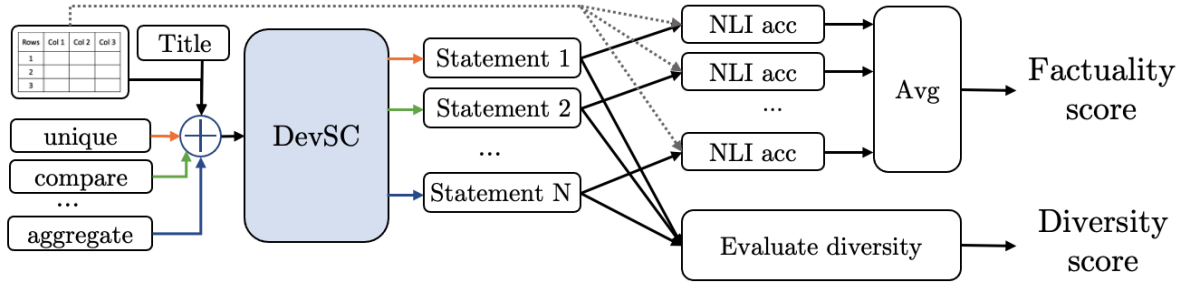 Rows Col 1 Col 2 Col 3
1
2
3
Title
unique
compare
...
aggregate
DevSC
Statement 1
Statement 2
...
Statement N
NLI acc
NLI acc
...
NLI acc
Avg
Evaluate diversity
Factuality
score
Diversity
score